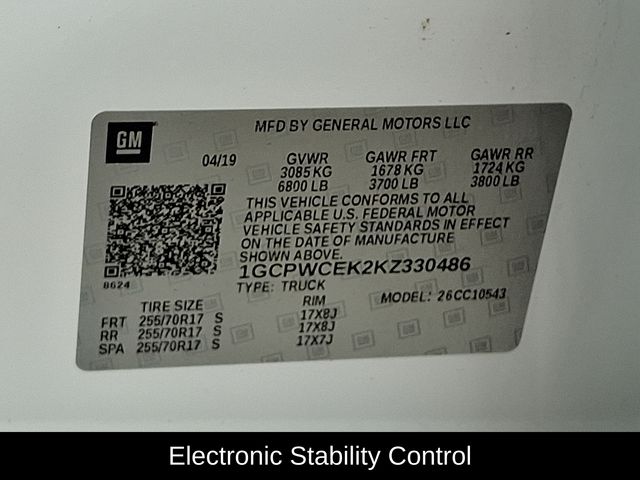 GM
MFD BY GENERAL MOTORS LLC
04/19 GVWR GAWR FRT GAWR RR
3085 KG 1678 KG 1724 KG
6800 LB 3700 LB 3800 LB
THIS VEHICLE CONFORMS TO ALL
APPLICABLE U.S. FEDERAL MOTOR
VEHICLE SAFETY STANDARDS IN EFFECT
ON THE DATE OF MANUFACTURE
SHOWN ABOVE.
1GCPWCEK2KZ330486
8624
TYPE: TRUCK
TIRE SIZE RIM MODEL: 26CC10543
FRT 255/70R17 S 17X8J
RR 255/70R17 S 17X8J
SPA 255/70R17 S 17X7J
Electronic Stability Control